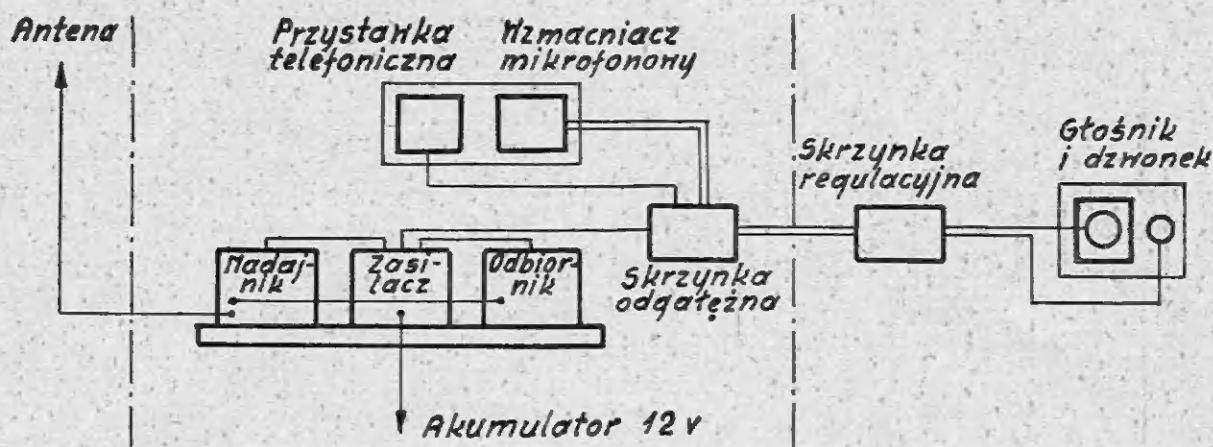 Antena
Przystawka
telefoniczna
Wzmacniacz
mikrofonowy
Skrzynka
regulacyjna
Głośnik
i dzwonek
Nadaj-
nik
Zasi-
lacz
Odbior-
nik
Skrzynka
odgałęźna
Akumulator 12 v